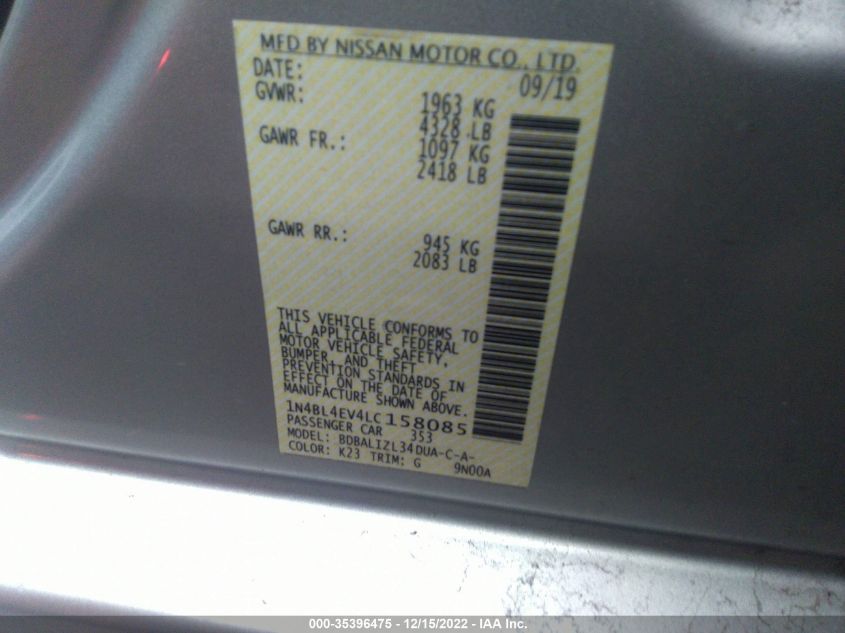 MFD BY NISSAN MOTOR CO., LTD.
DATE: 09/19
GVWR: 1963 KG
4328 LB
GAWR FR.: 1097 KG
2418 LB
GAWR RR.: 945 KG
2083 LB
THIS VEHICLE CONFORMS TO
ALL APPLICABLE FEDERAL
MOTOR VEHICLE SAFETY,
BUMPER, AND THEFT
PREVENTION STANDARDS IN
EFFECT ON THE DATE OF
MANUFACTURE SHOWN ABOVE.
1N4BL4EV4LC158085
PASSENGER CAR 353
MODEL: BDBALIZL34DUA-C-A-
COLOR: K23 TRIM: G 9N00A
000-35396475 - 12/15/2022 - IAA Inc.